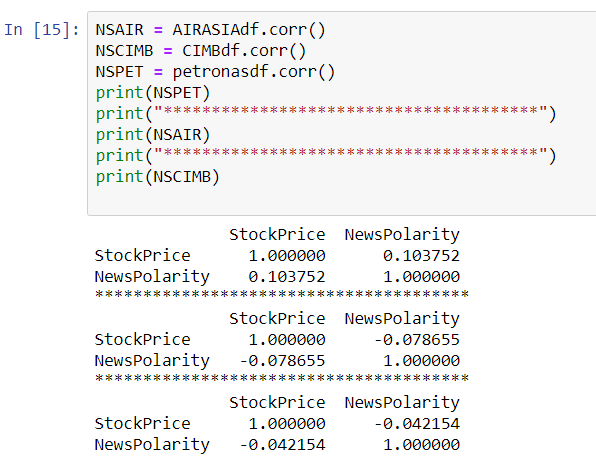 In [15]: NSAIR = AIRASIAdf.corr()
NSCIMB = CIMBdf.corr()
NSPET = petronasdf.corr()
print(NSPET)
print("***************************************")
print(NSAIR)
print("***************************************")
print(NSCIMB)
StockPrice NewsPolarity
StockPrice 1.000000 0.103752
NewsPolarity 0.103752 1.000000
***************************************
StockPrice NewsPolarity
StockPrice 1.000000 -0.078655
NewsPolarity -0.078655 1.000000
***************************************
StockPrice NewsPolarity
StockPrice 1.000000 -0.042154
NewsPolarity -0.042154 1.000000